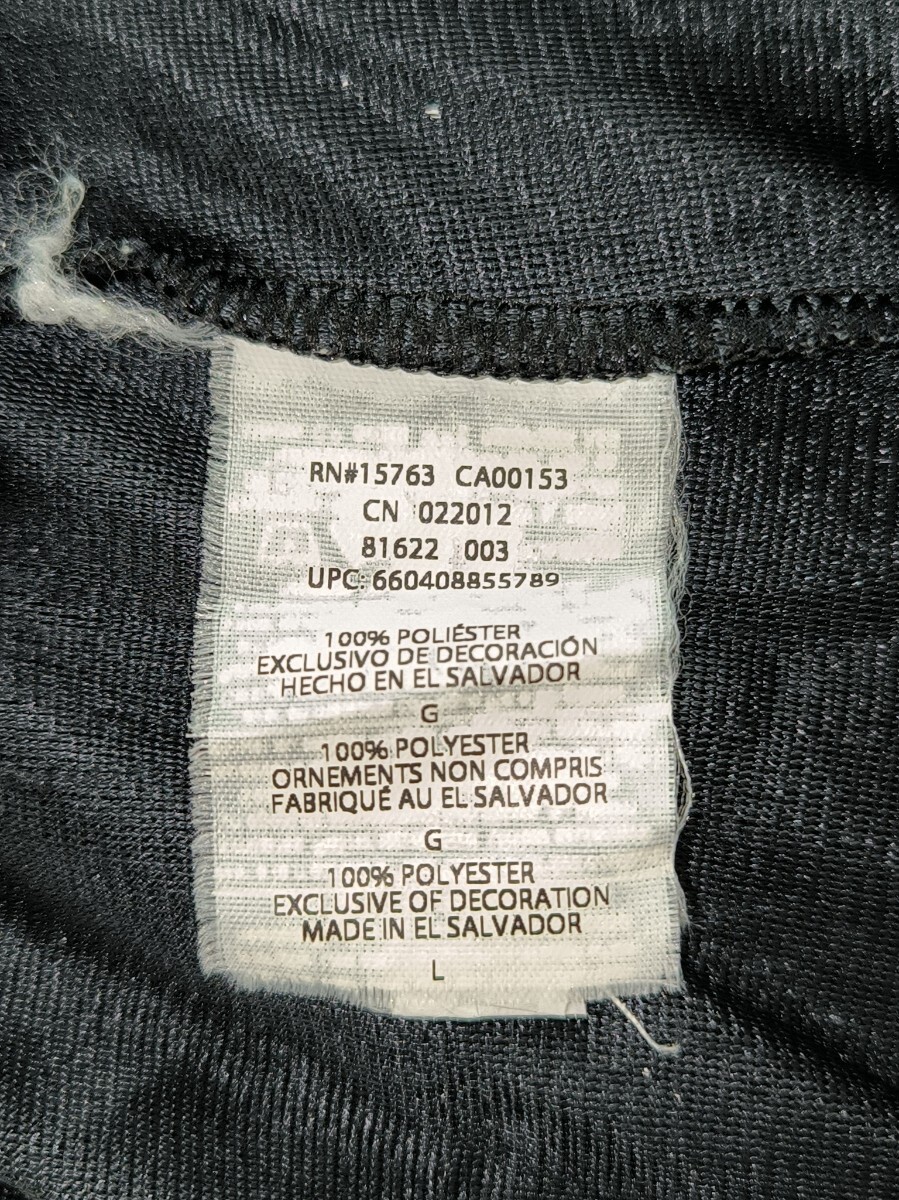 RN#15763 CA00153
CN 022012
81622 003
UPC: 660408855789
100% POLIÉSTER
EXCLUSIVO DE DECORACIÓN
HECHO EN EL SALVADOR
G
100% POLYESTER
ORNEMENTS NON COMPRIS
FABRIQUÉ AU EL SALVADOR
G
100% POLYESTER
EXCLUSIVE OF DECORATION
MADE IN EL SALVADOR
L